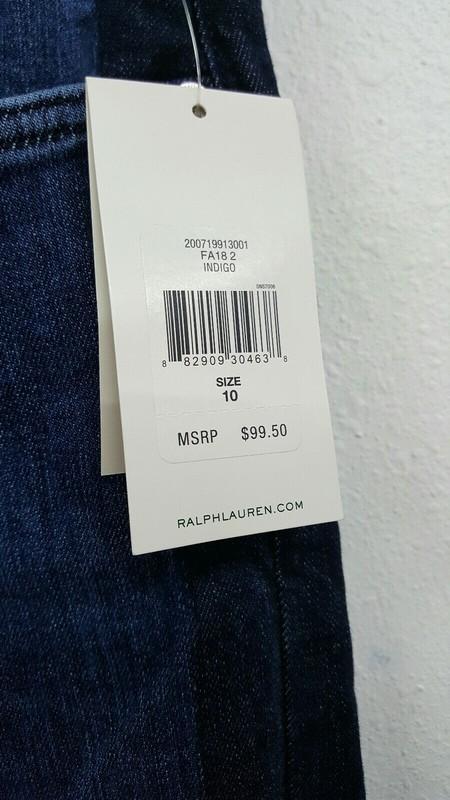 200719913001
FA18 2
INDIGO
8 82909 30463 8
SIZE
10
MSRP $99.50
RALPHLAUREN.COM